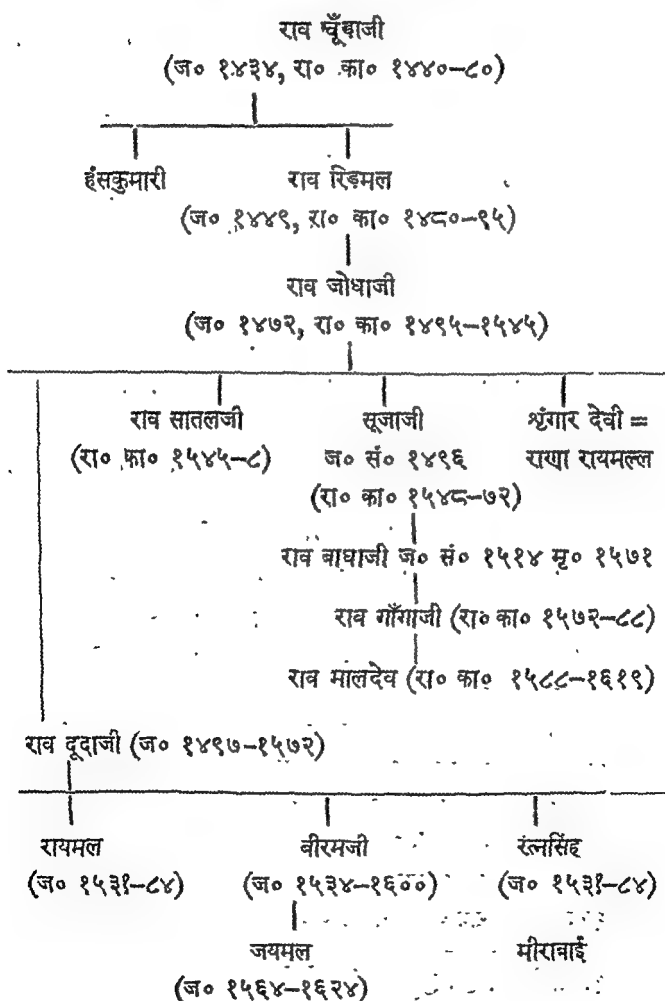 राव चूँडाजी
(ज० १४३४, रा० का० १४४०–८०)
हंसकुमारी राव रिडमल
(ज० १४४९, रा० का० १४८०–९५)
राव जोधाजी
(ज० १४७२, रा० का० १४९५–१५४५)
राव सातलजी सूजाजी श्रृंगार देवी =
(रा० का० १५४५–८) ज० सं० १४९६ राणा रायमल्ल
(रा० का० १५४८–७२)
राव बाघाजी ज० सं० १५१४ मृ० १५७१
राव गाँगाजी (रा० का० १५७२–८८)
राव मालदेव (रा० का० १५८८–१६१९)
राव दूदाजी (ज० १४९७–१५७२)
रायमल वीरमजी रत्नसिंह
(ज० १५३१–८४) (ज० १५३४–१६००) (ज० १५३१–८४)
जयमल मीराबाई
(ज० १५६४–१६२४)